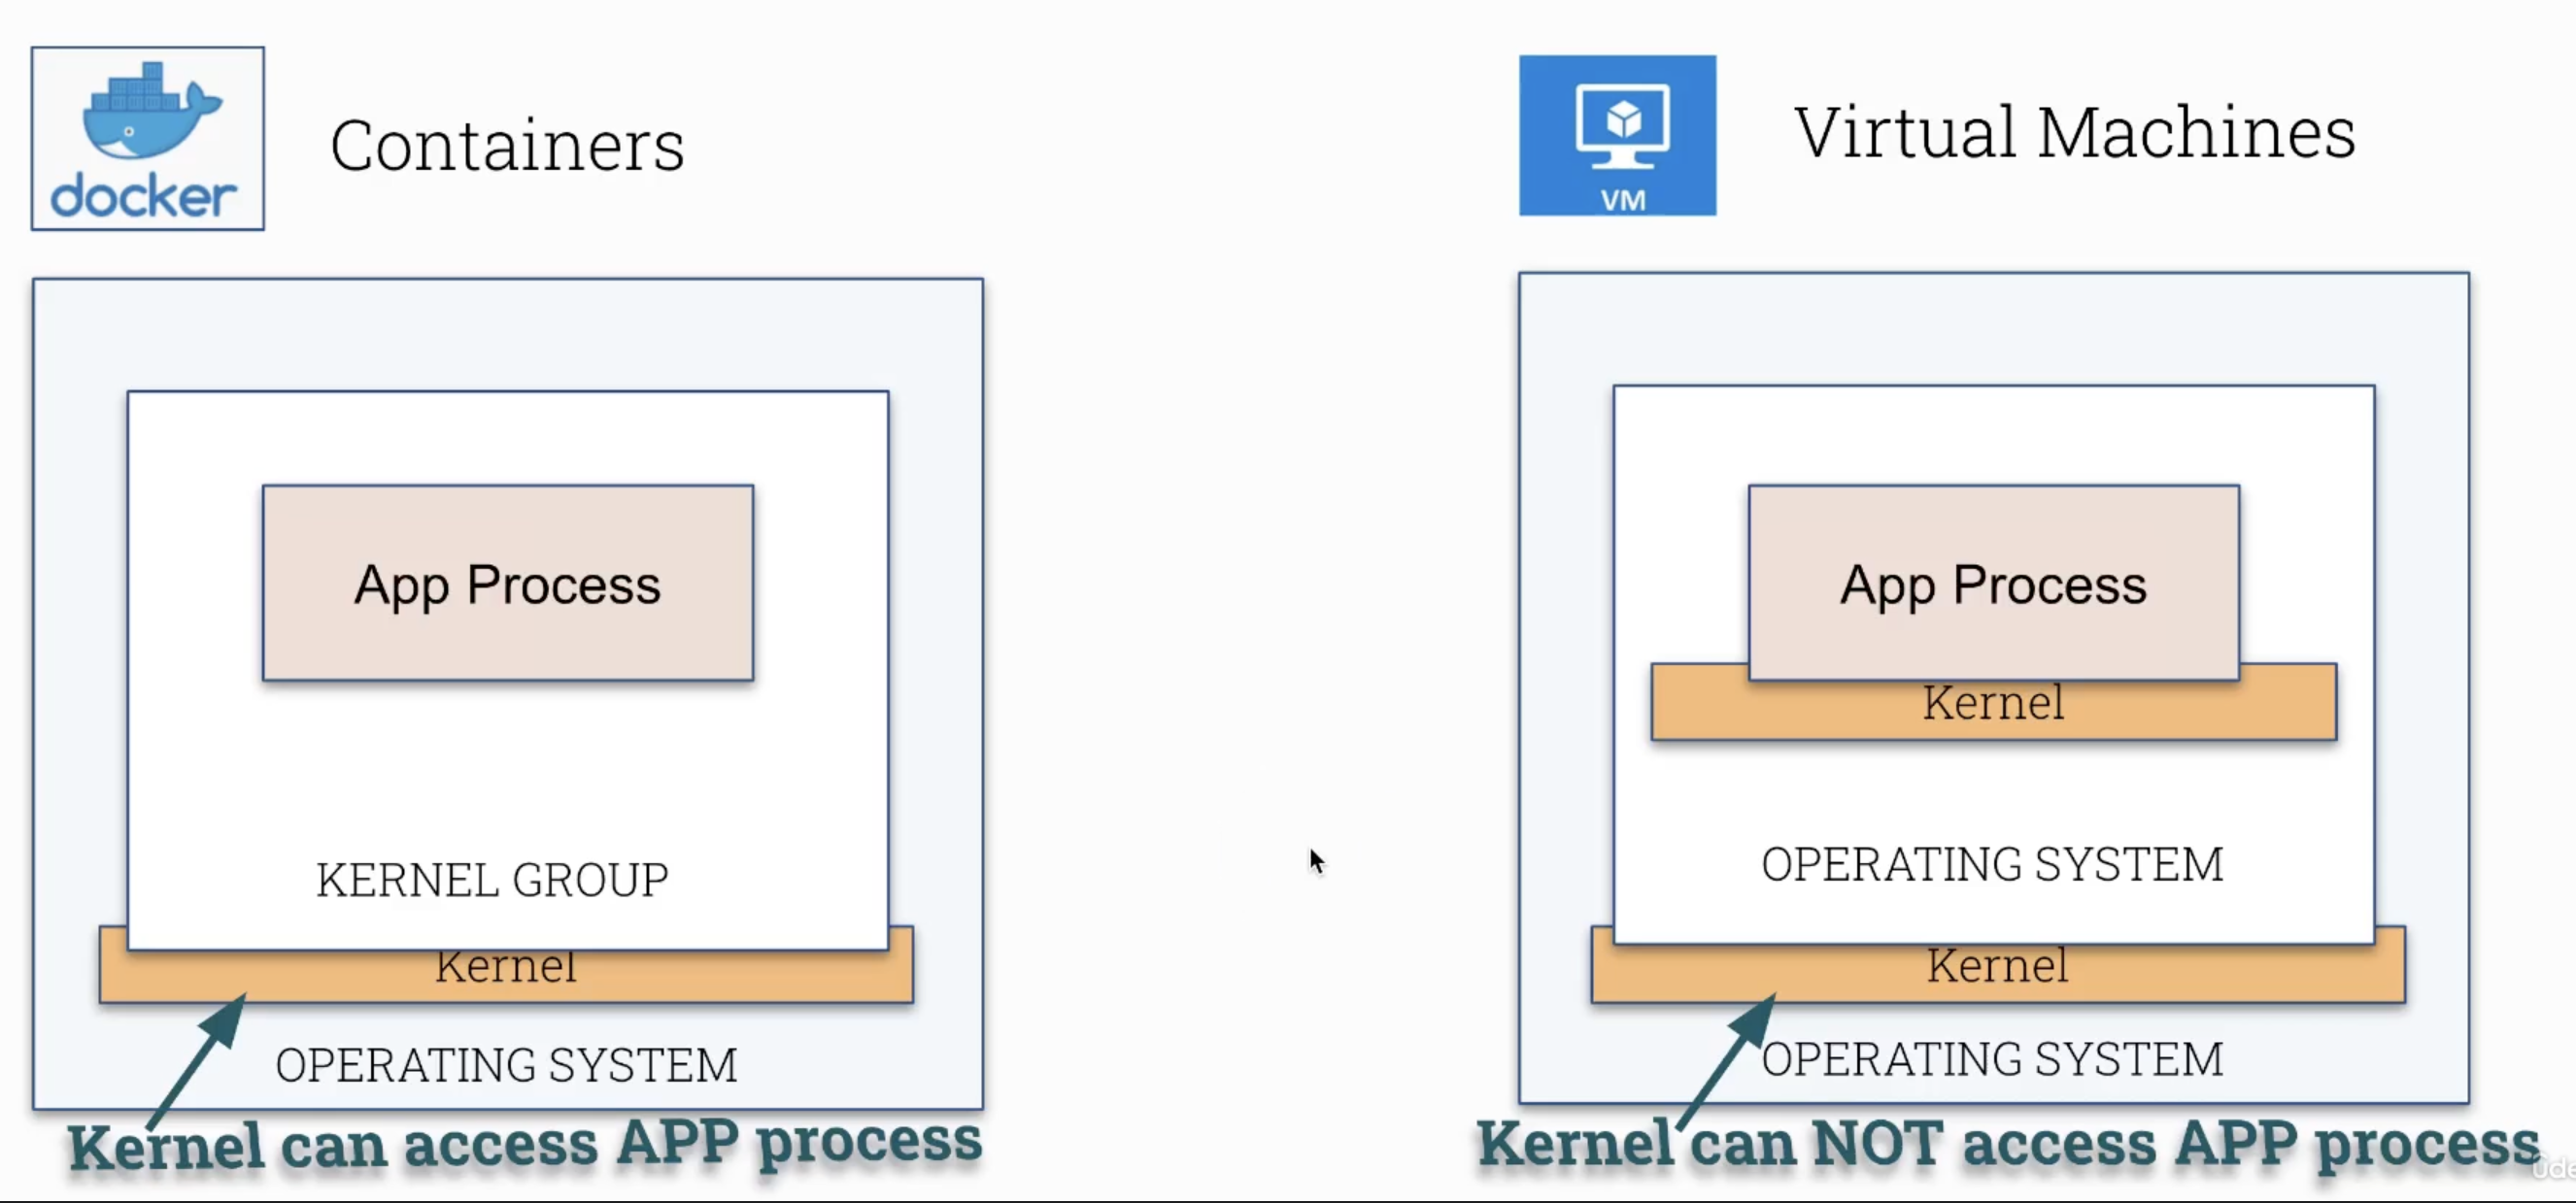 docker
Containers
App Process
KERNEL GROUP
Kernel
OPERATING SYSTEM
Kernel can access APP process
VM
Virtual Machines
App Process
Kernel
OPERATING SYSTEM
Kernel
OPERATING SYSTEM
Kernel can NOT access APP process